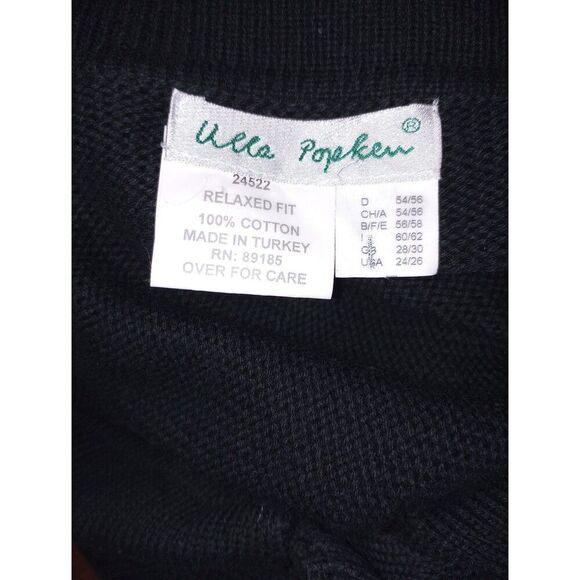 Ulla Popken ®
24522
RELAXED FIT
100% COTTON
MADE IN TURKEY
RN: 89185
OVER FOR CARE
D 54/56
CH/A 54/56
B/F/E 56/58
I 60/62
GB 28/30
USA 24/26